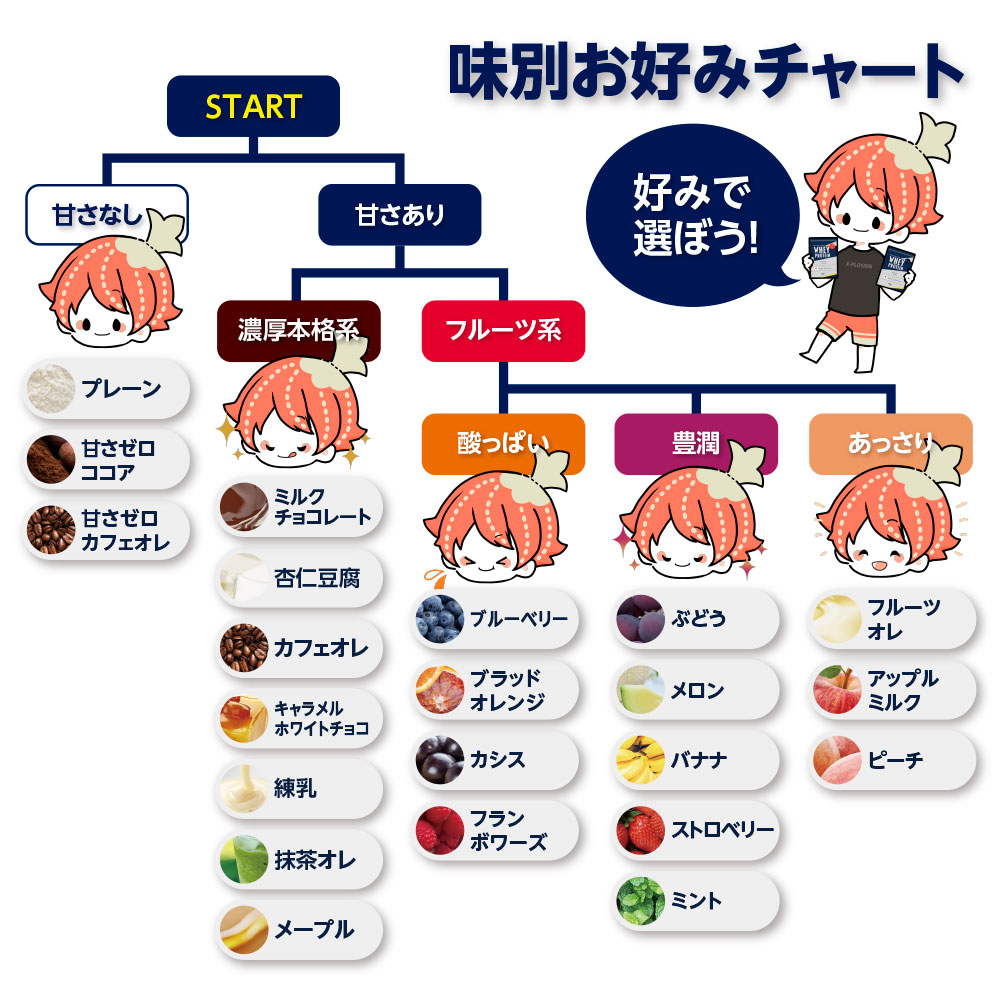 味別お好みチャート
START
好みで
選ぼう!
甘さなし
甘さあり
WHEY
PROTEIN
WHEY
PROTEIN
X-PLOSION
濃厚本格系
フルーツ系
プレーン
甘さゼロ
ココア
甘さゼロ
カフェオレ
ミルク
チョコレート
杏仁豆腐
カフェオレ
キャラメル
ホワイトチョコ
練乳
抹茶オレ
メープル
酸っぱい
ブルーベリー
ブラッド
オレンジ
カシス
フラン
ボワーズ
豊潤
ぶどう
メロン
バナナ
ストロベリー
ミント
あっさり
フルーツ
オレ
アップル
ミルク
ピーチ